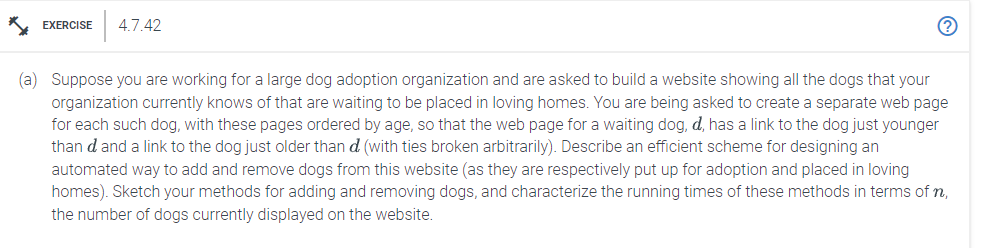 EXERCISE 4.7.42
(a) Suppose you are working for a large dog adoption organization and are asked to build a website showing all the dogs that your
organization currently knows of that are waiting to be placed in loving homes. You are being asked to create a separate web page
for each such dog, with these pages ordered by age, so that the web page for a waiting dog, d, has a link to the dog just younger
than d and a link to the dog just older than d (with ties broken arbitrarily). Describe an efficient scheme for designing an
automated way to add and remove dogs from this website (as they are respectively put up for adoption and placed in loving
homes). Sketch your methods for adding and removing dogs, and characterize the running times of these methods in terms of n,
the number of dogs currently displayed on the website.